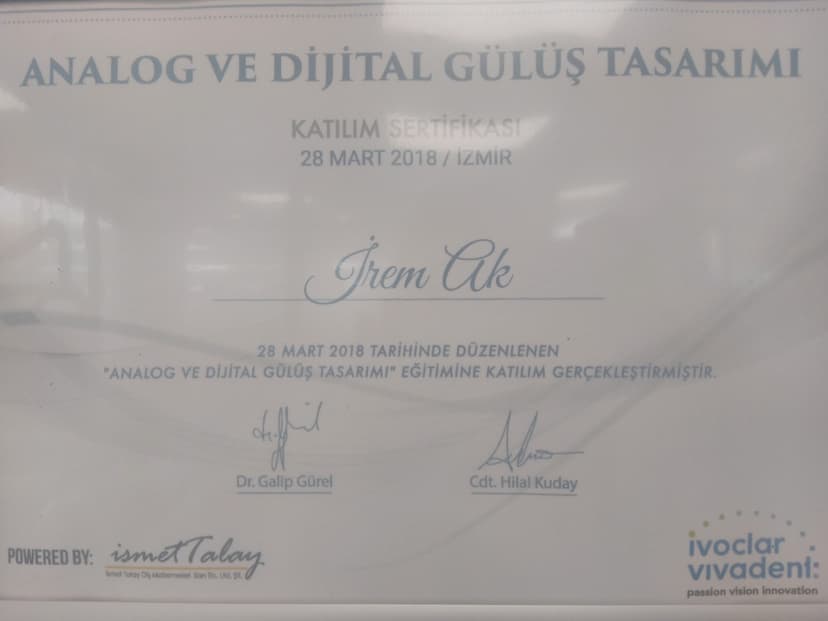 ANALOG VE DİJİTAL GÜLÜŞ TASARIMI
KATILIM SERTİFİKASI
28 MART 2018 / İZMİR
İrem Ak
28 MART 2018 TARİHİNDE DÜZENLENEN
"ANALOG VE DİJİTAL GÜLÜŞ TASARIMI" EĞİTİMİNE KATILIM GERÇEKLEŞTİRMİŞTİR.
Dr. Galip Gürel
Cdt. Hilal Kuday
POWERED BY: ismet Talay
ivoclar
vivadent:
passion vision innovation